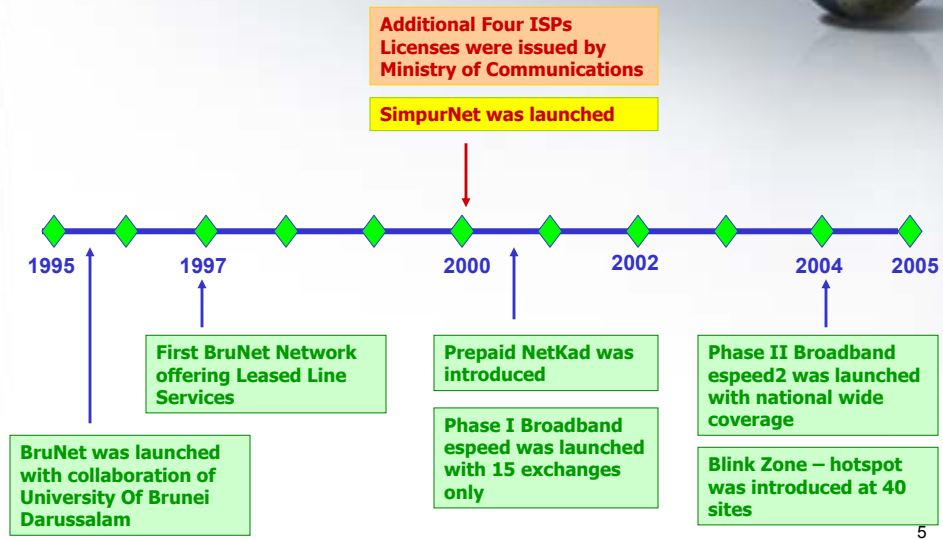 Additional Four ISPs
Licenses were issued by
Ministry of Communications
SimpurNet was launched
1995
1997
2000
2002
2004
2005
First BruNet Network
offering Leased Line
Services
Prepaid NetKad was
introduced
Phase II Broadband
espeed2 was launched
with national wide
coverage
BruNet was launched
with collaboration of
University Of Brunei
Darussalam
Phase I Broadband
espeed was launched
with 15 exchanges
only
Blink Zone – hotspot
was introduced at 40
sites
5